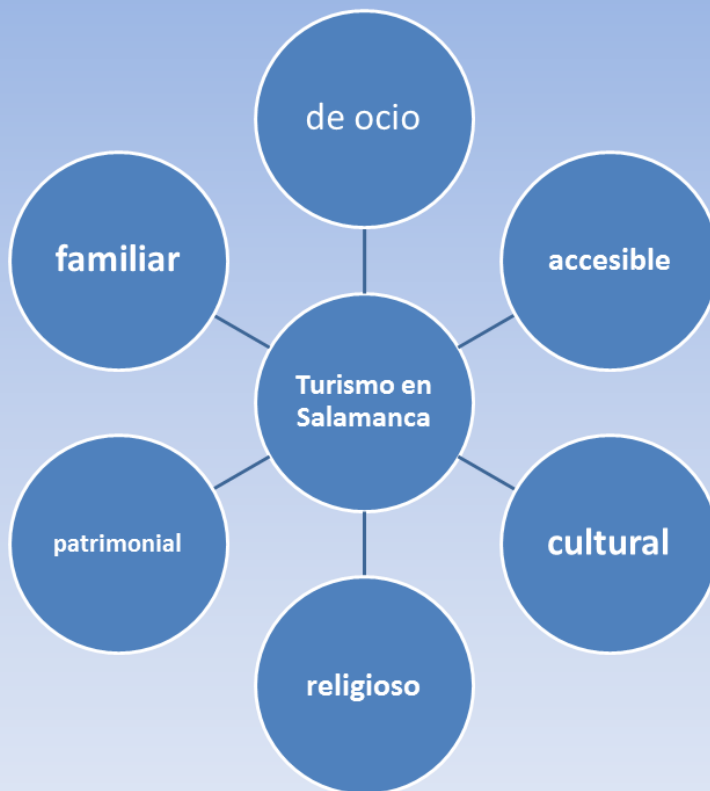 de ocio
familiar
accesible
Turismo en
Salamanca
patrimonial
cultural
religioso